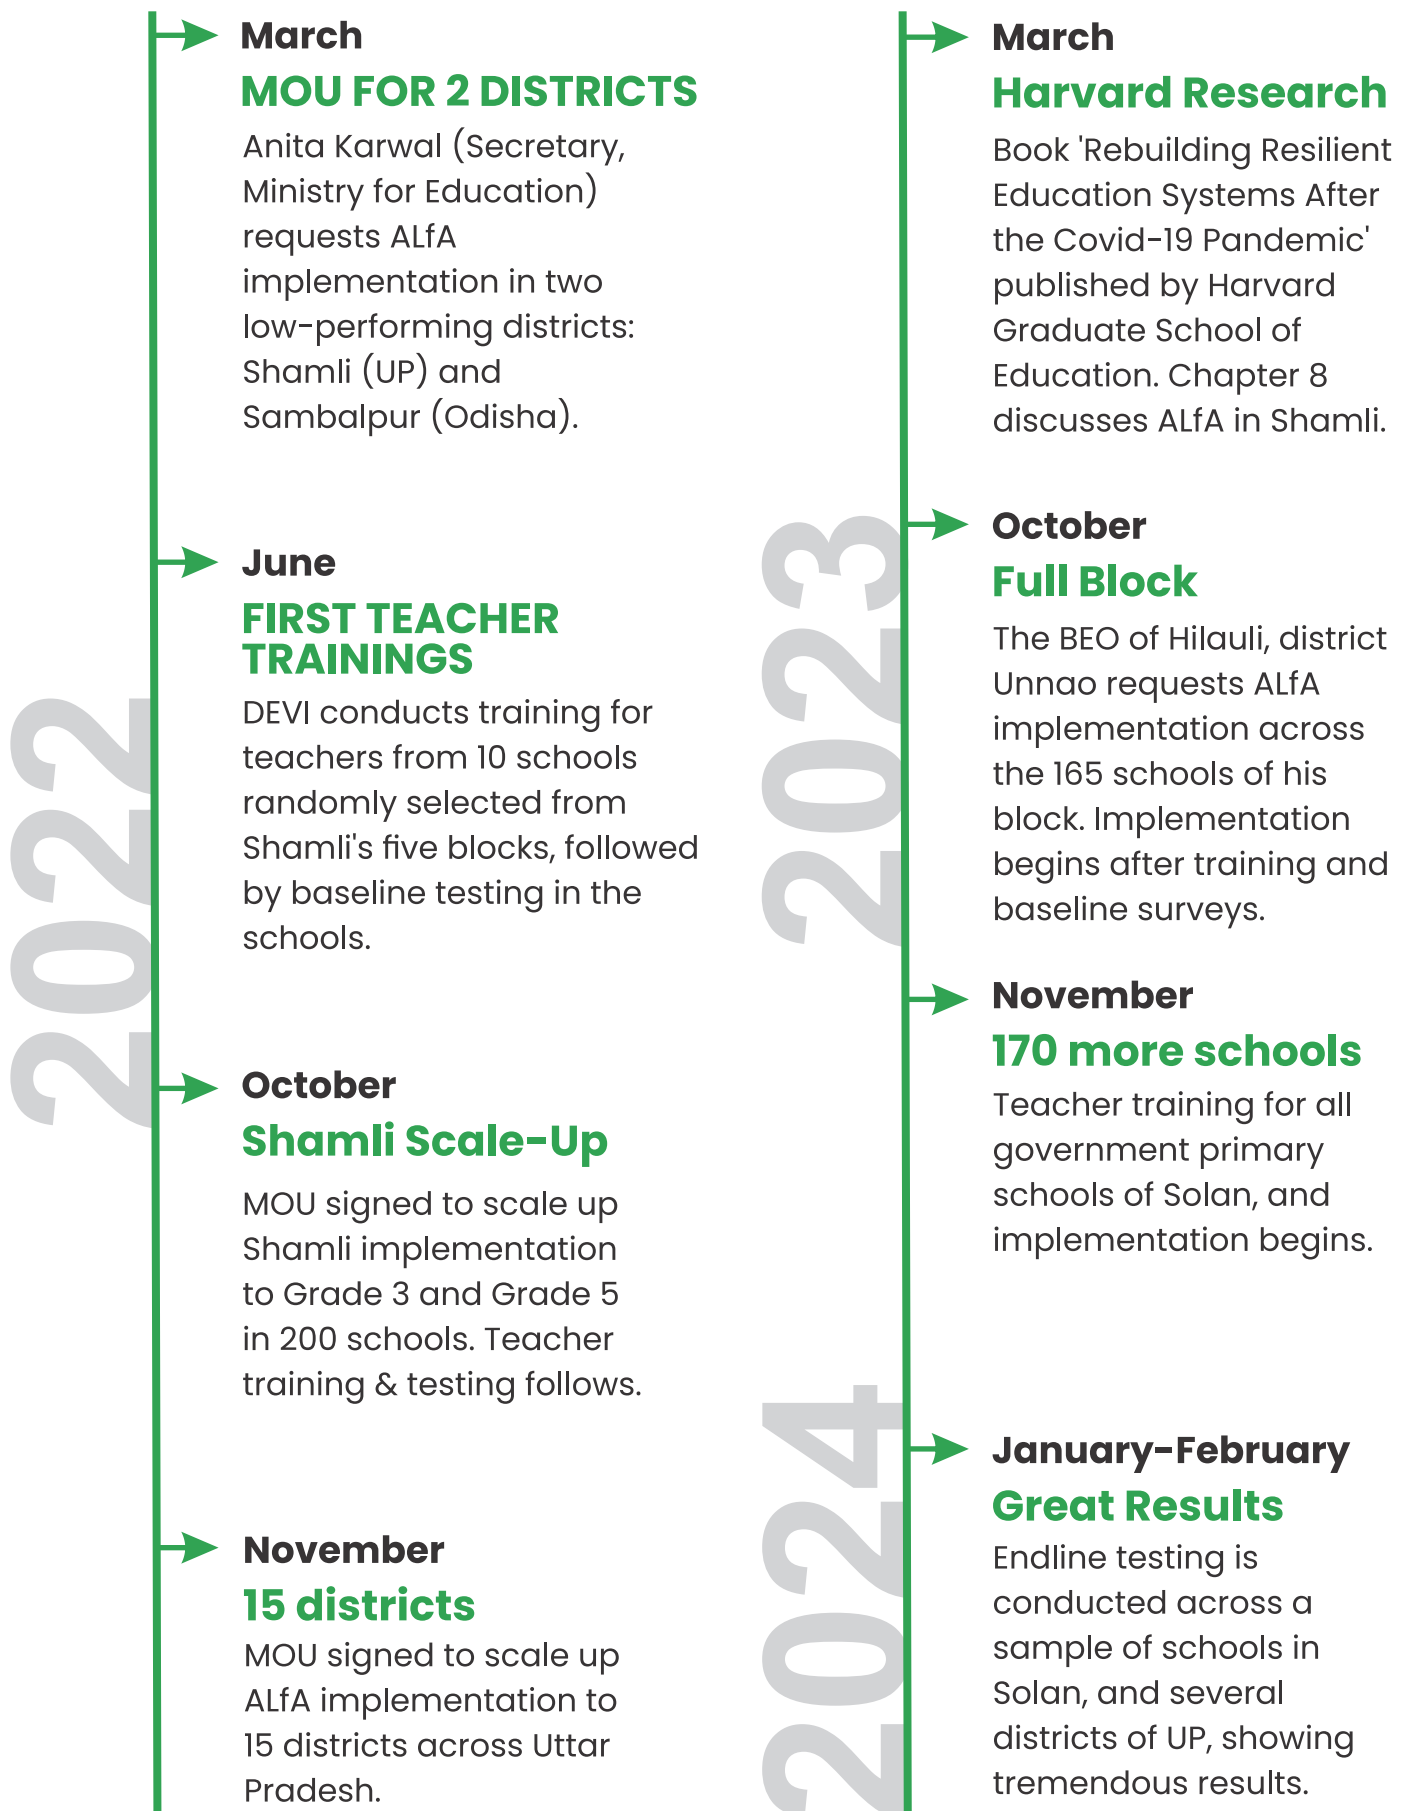 2022
March
MOU FOR 2 DISTRICTS
Anita Karwal (Secretary,
Ministry for Education)
requests ALfA
implementation in two
low-performing districts:
Shamli (UP) and
Sambalpur (Odisha).
June
FIRST TEACHER
TRAININGS
DEVI conducts training for
teachers from 10 schools
randomly selected from
Shamli's five blocks, followed
by baseline testing in the
schools.
October
Shamli Scale-Up
MOU signed to scale up
Shamli implementation
to Grade 3 and Grade 5
in 200 schools. Teacher
training & testing follows.
November
15 districts
MOU signed to scale up
ALfA implementation to
15 districts across Uttar
Pradesh.
2023
March
Harvard Research
Book 'Rebuilding Resilient
Education Systems After
the Covid-19 Pandemic'
published by Harvard
Graduate School of
Education. Chapter 8
discusses ALfA in Shamli.
October
Full Block
The BEO of Hilauli, district
Unnao requests ALfA
implementation across
the 165 schools of his
block. Implementation
begins after training and
baseline surveys.
November
170 more schools
Teacher training for all
government primary
schools of Solan, and
implementation begins.
2024
January-February
Great Results
Endline testing is
conducted across a
sample of schools in
Solan, and several
districts of UP, showing
tremendous results.